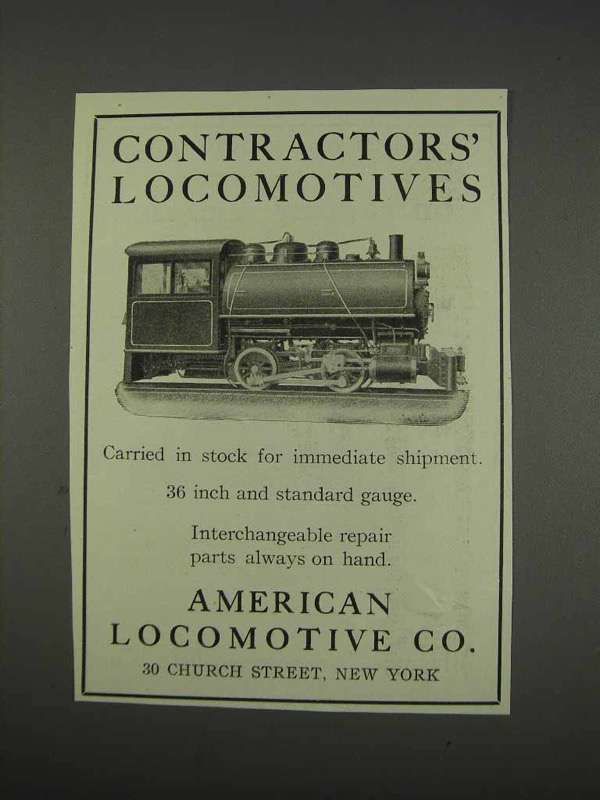 CONTRACTORS'
LOCOMOTIVES
Carried in stock for immediate shipment.
36 inch and standard gauge.
Interchangeable repair
parts always on hand.
AMERICAN
LOCOMOTIVE CO.
30 CHURCH STREET, NEW YORK